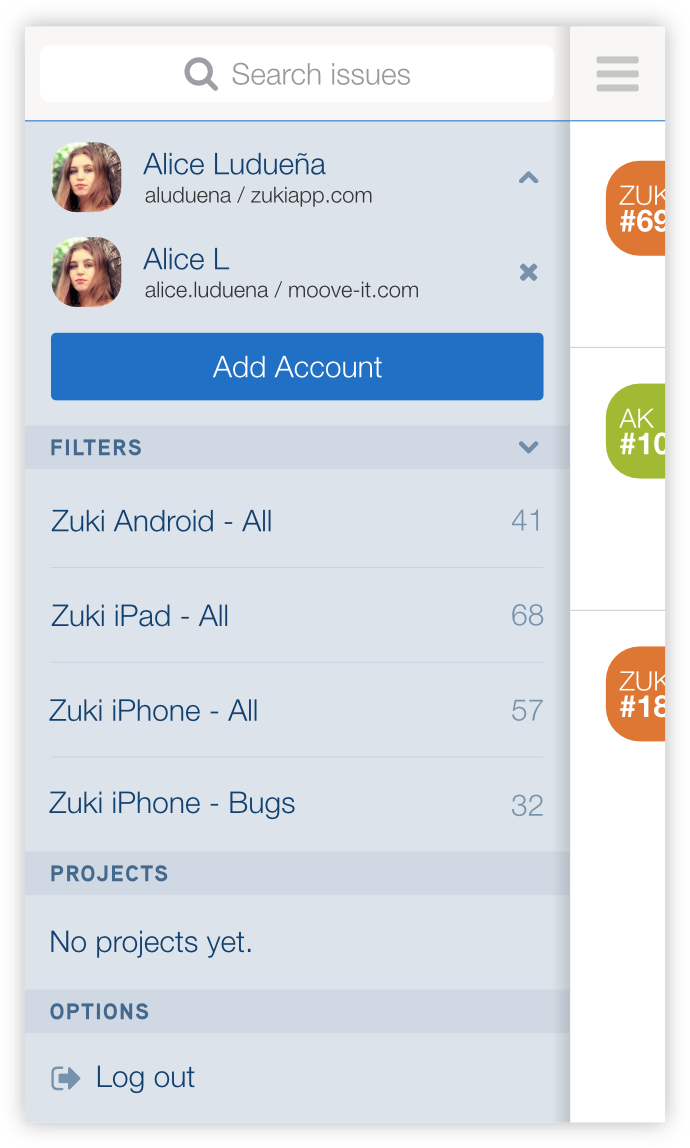 Search issues
Alice Ludueña
aluduena / zukiapp.com
Alice L
alice.luduena / moove-it.com
Add Account
FILTERS
Zuki Android - All 41
Zuki iPad - All 68
Zuki iPhone - All 57
Zuki iPhone - Bugs 32
PROJECTS
No projects yet.
OPTIONS
Log out
ZUK
#69
AK
#10
ZUK
#18